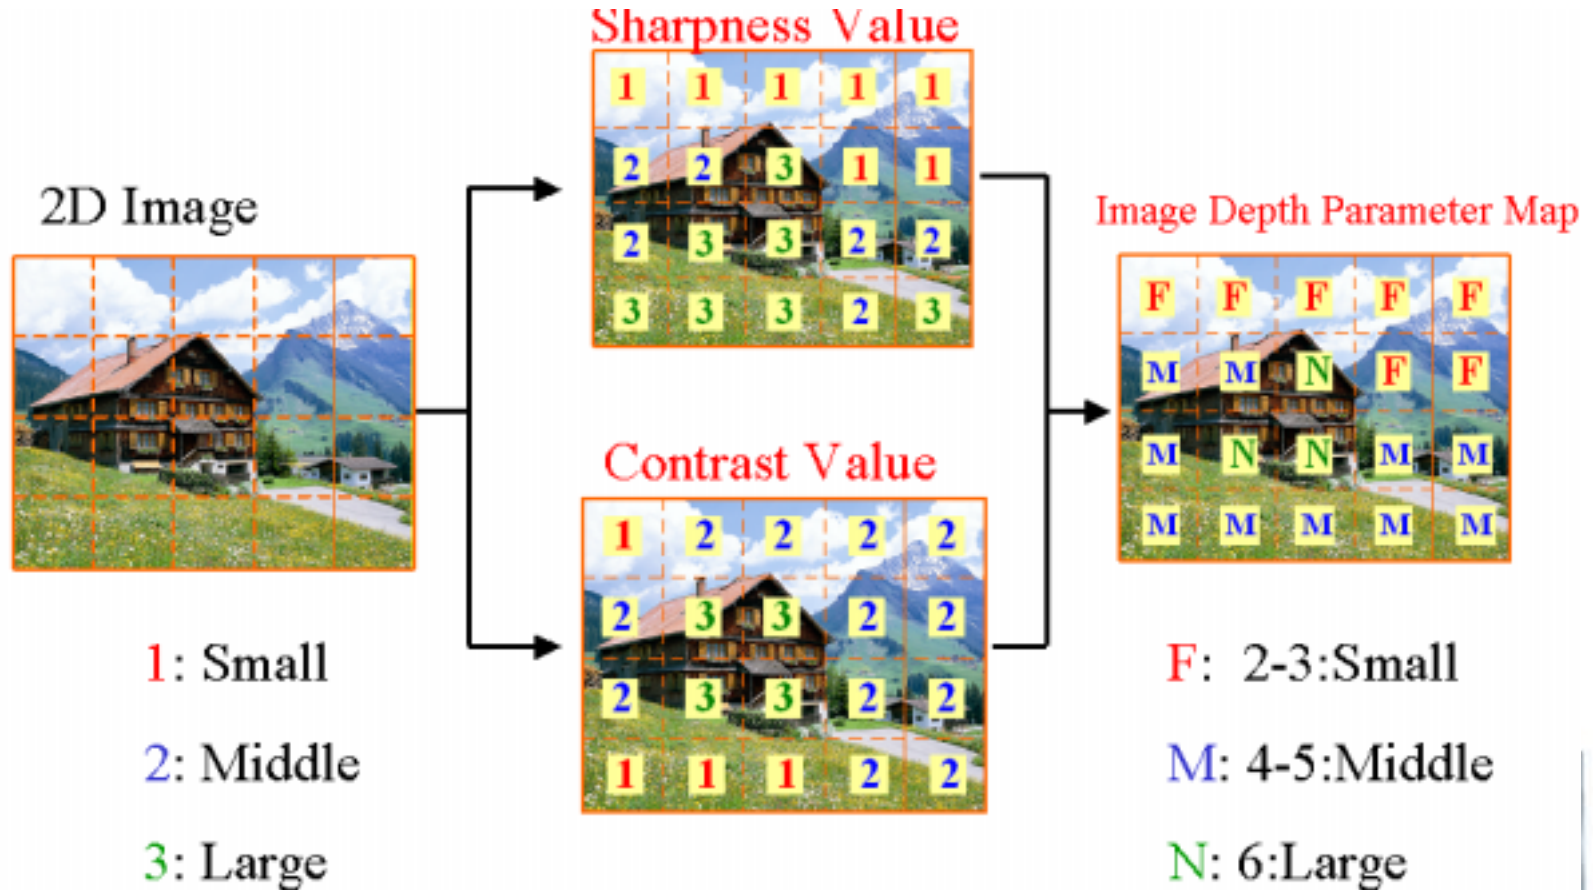 Sharpness Value
1 1 1 1 1
2 2 3 1 1
2 3 3 2 2
3 3 3 2 3
2D Image
Contrast Value
1 2 2 2 2
2 3 3 2 2
2 3 3 2 2
1 1 1 2 2
Image Depth Parameter Map
F F F F F
M M N F F
M N N M M
M M M M M
1: Small
2: Middle
3: Large
F: 2-3:Small
M: 4-5:Middle
N: 6:Large